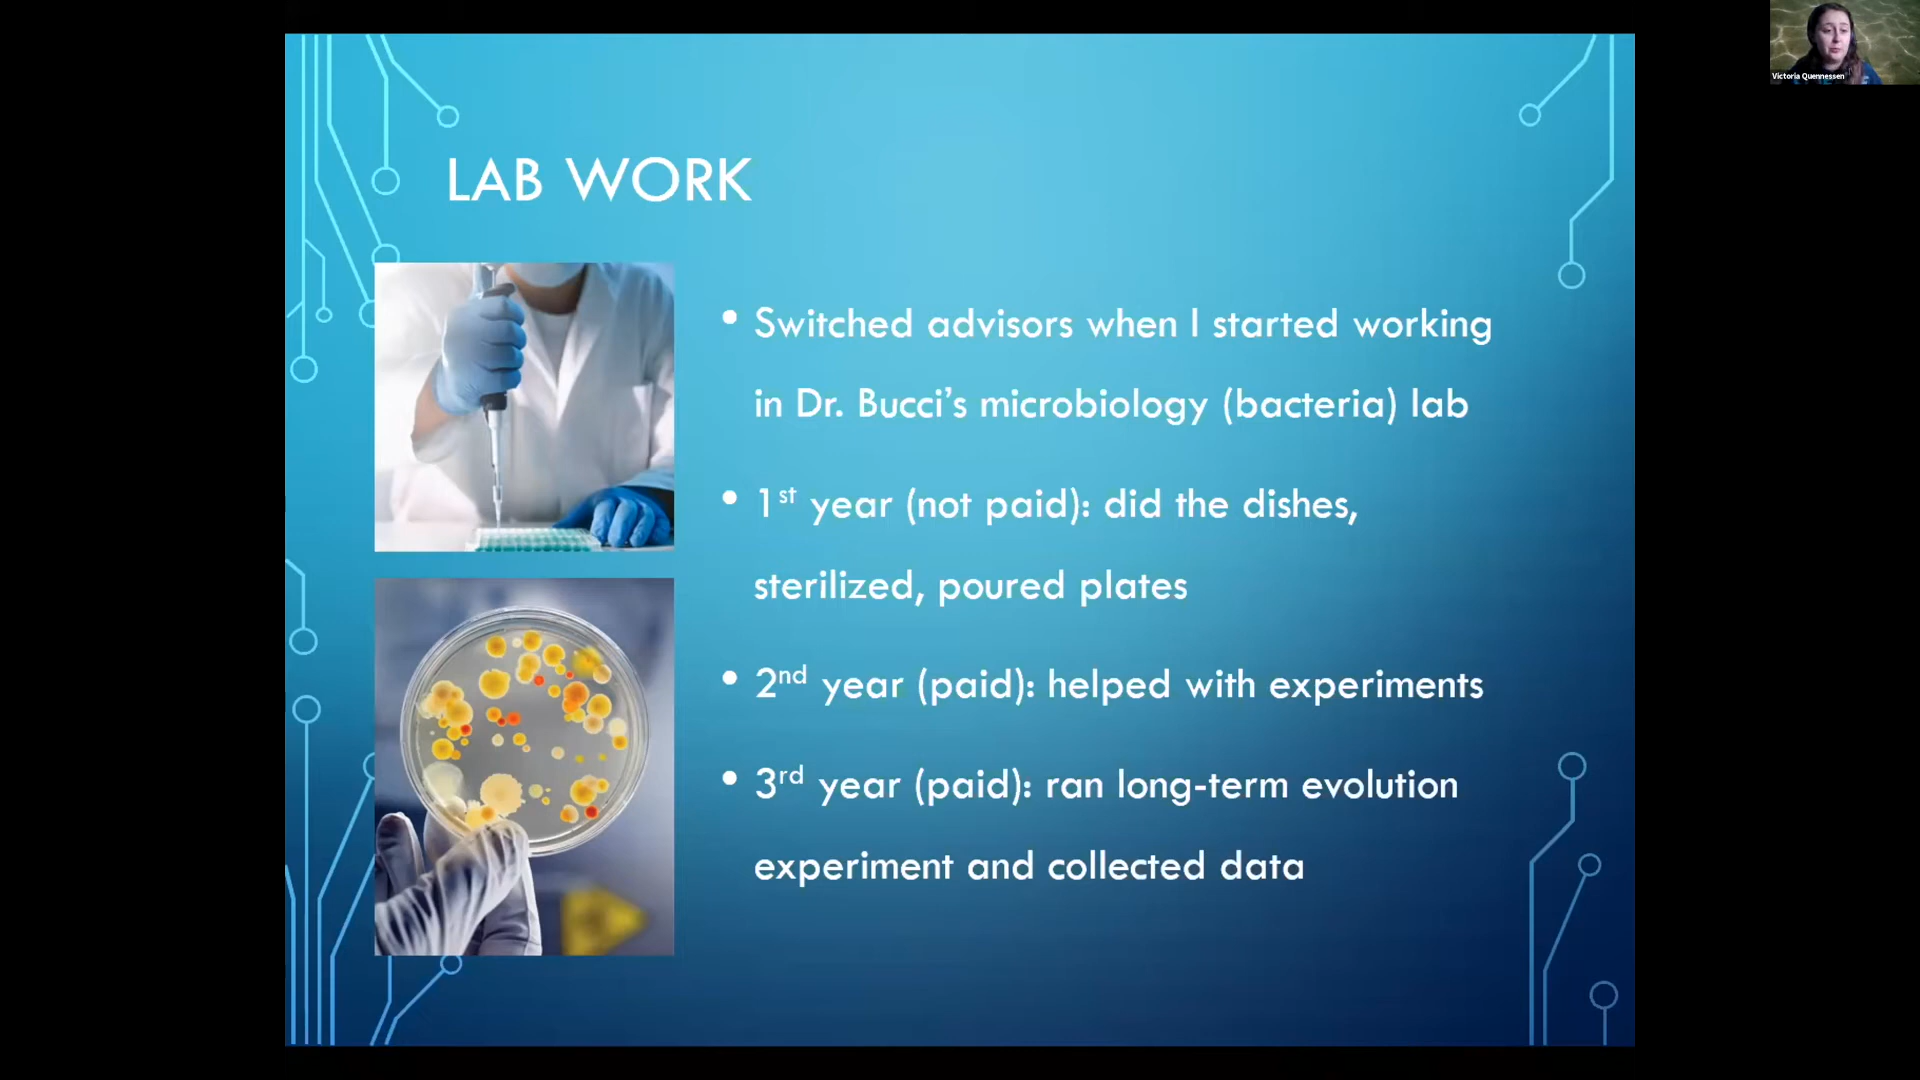 Victoria Quennessen
LAB WORK
• Switched advisors when I started working
in Dr. Bucci’s microbiology (bacteria) lab
• 1st year (not paid): did the dishes,
sterilized, poured plates
• 2nd year (paid): helped with experiments
• 3rd year (paid): ran long-term evolution
experiment and collected data